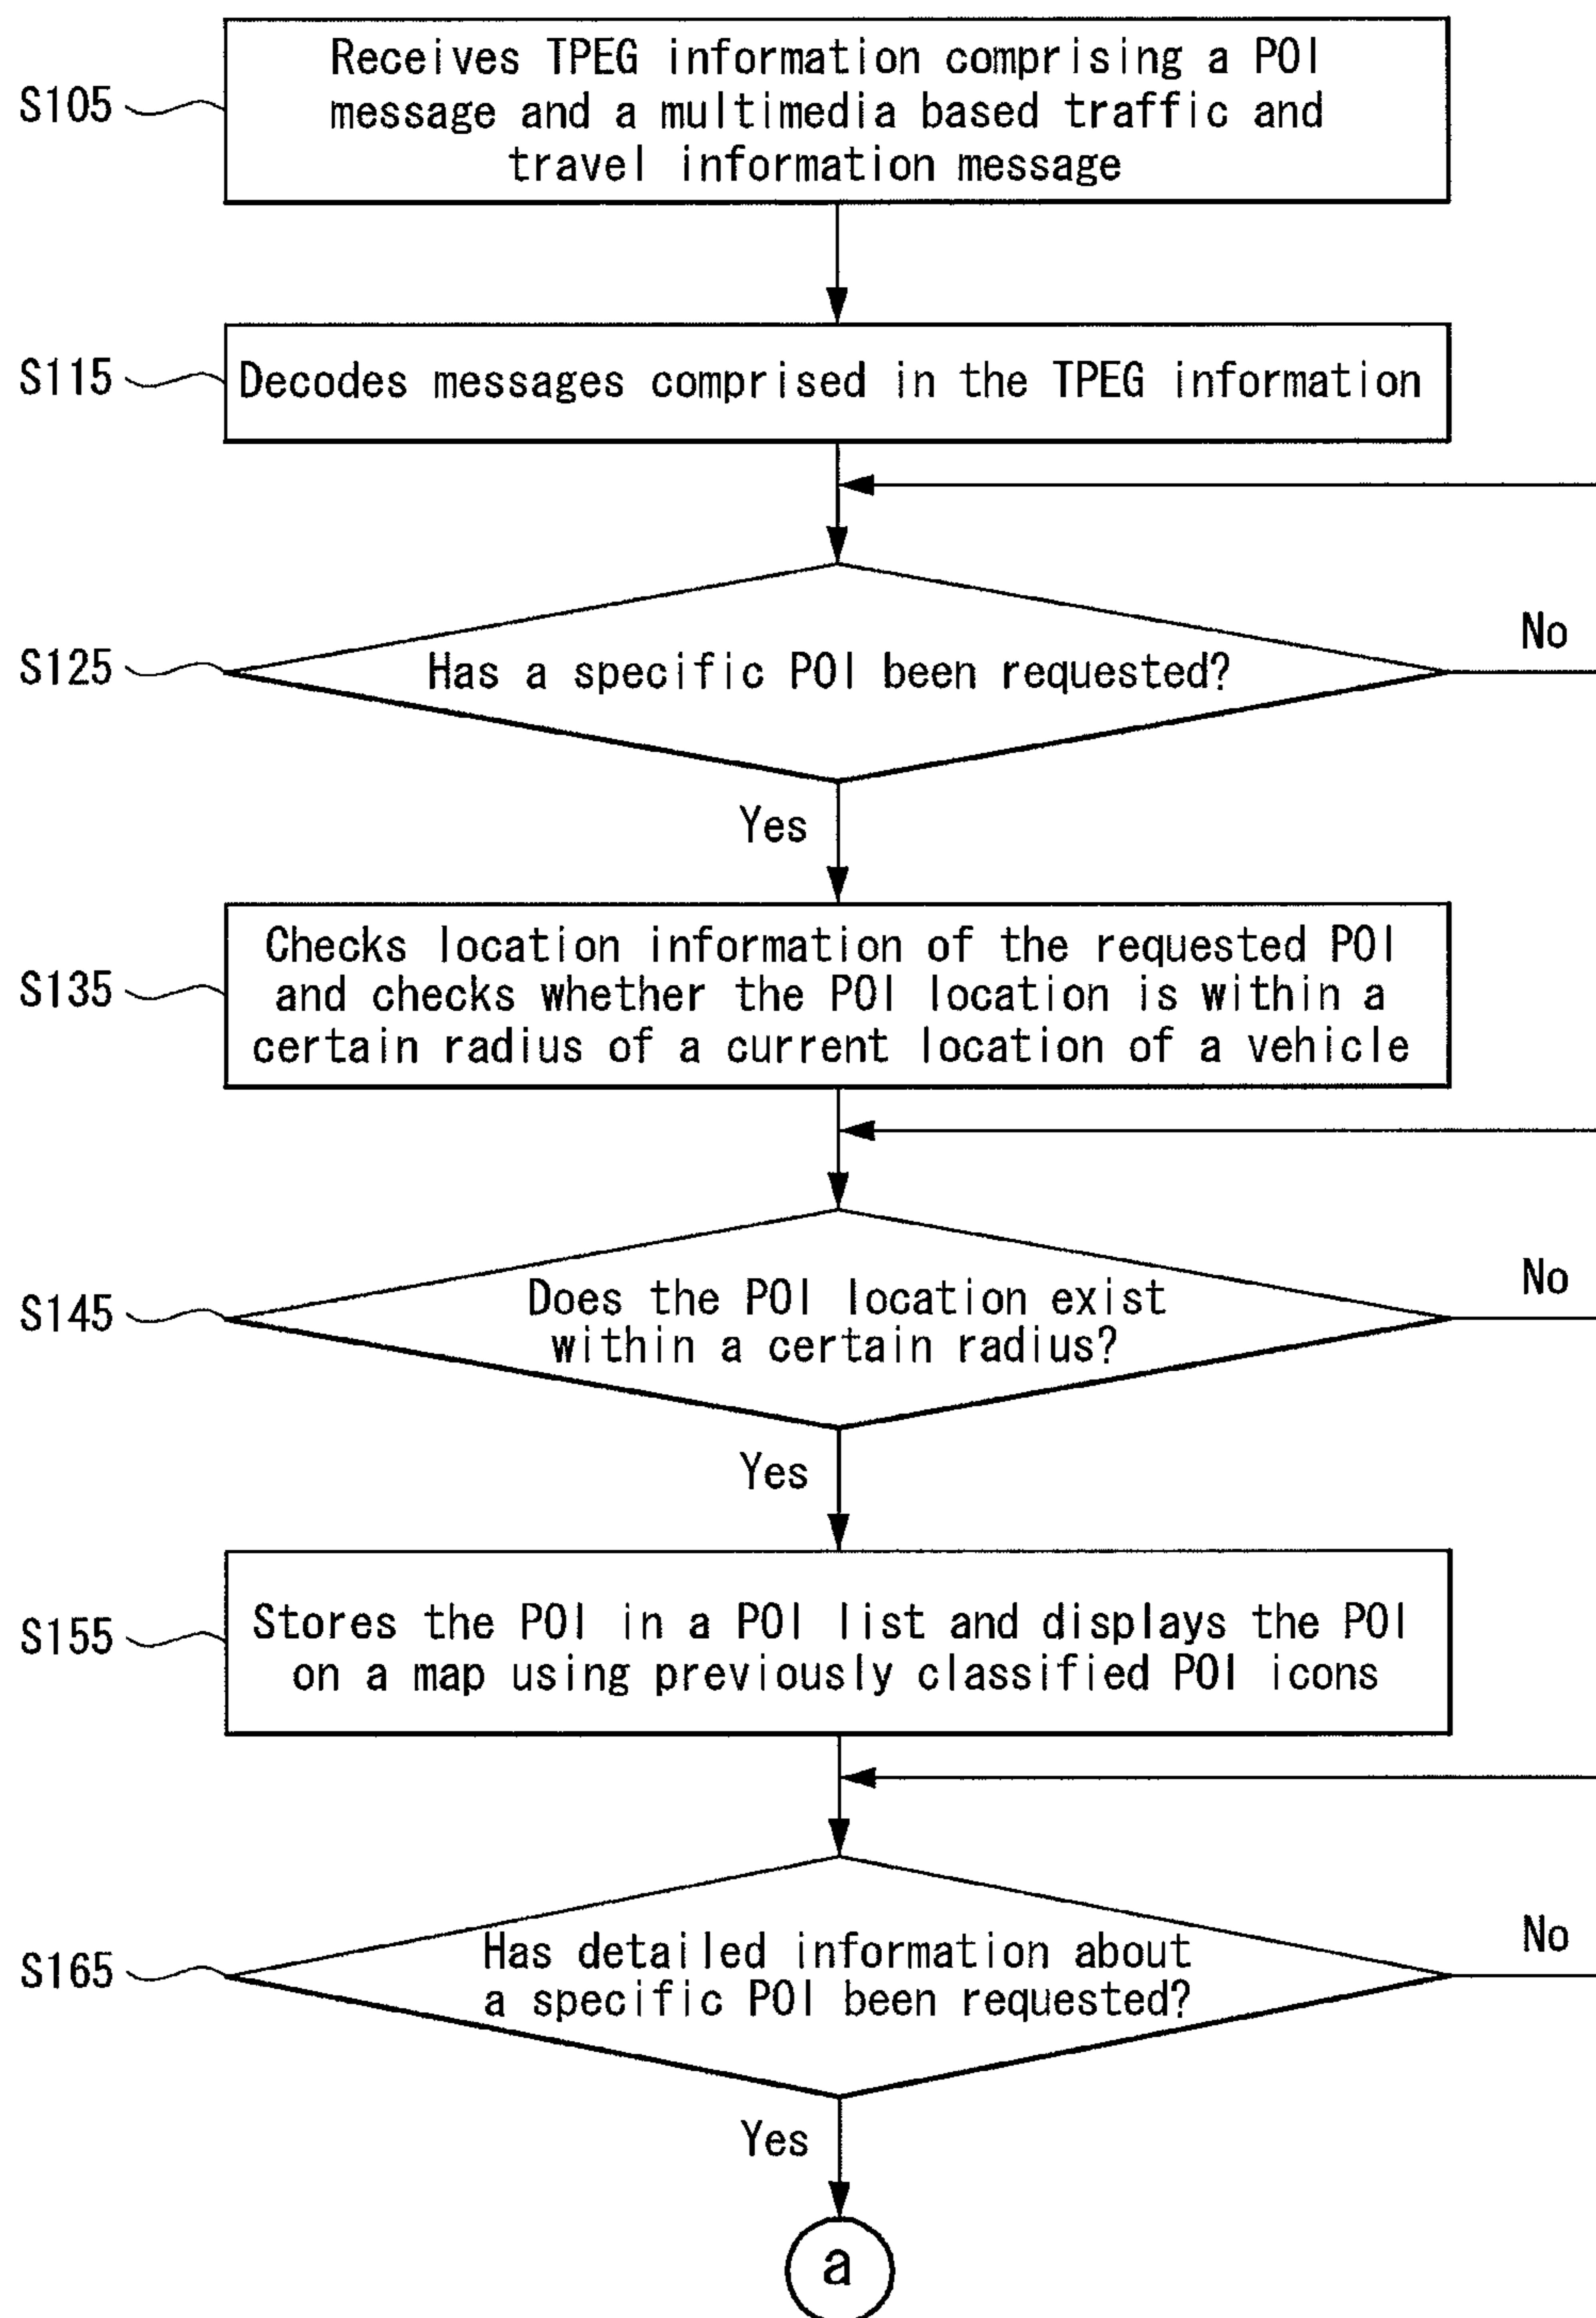 Receives TPEG information comprising a POI
S105
message and a multimedia based traffic and
travel information message
S115
Decodes messages comprised in the TPEG information
No
S125
Has a specific POI been requested?
Yes
Checks location information of the requested POI
S135
and checks whether the POI location is within a
certain radius of a current location of a vehicle
No
Does the POI location exist
S145
within a certain radius?
Yes
S155
Stores the POI in a POI list and displays the POI
on a map using previously classified POI icons
No
Has detailed information about
S165
a specific POI been requested?
Yes
a